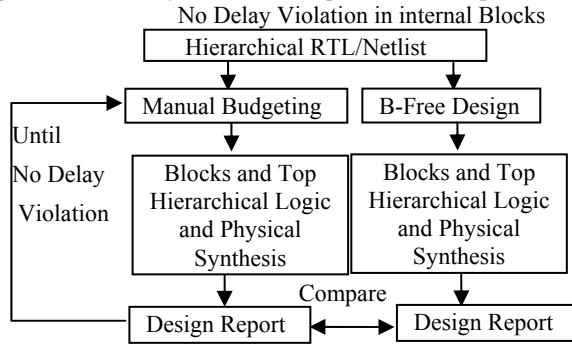 No Delay Violation in internal Blocks
Hierarchical RTL/Netlist
Manual Budgeting
B-Free Design
Until
No Delay
Violation
Blocks and Top
Hierarchical Logic
and Physical
Synthesis
Blocks and Top
Hierarchical Logic
and Physical
Synthesis
Compare
Design Report
Design Report